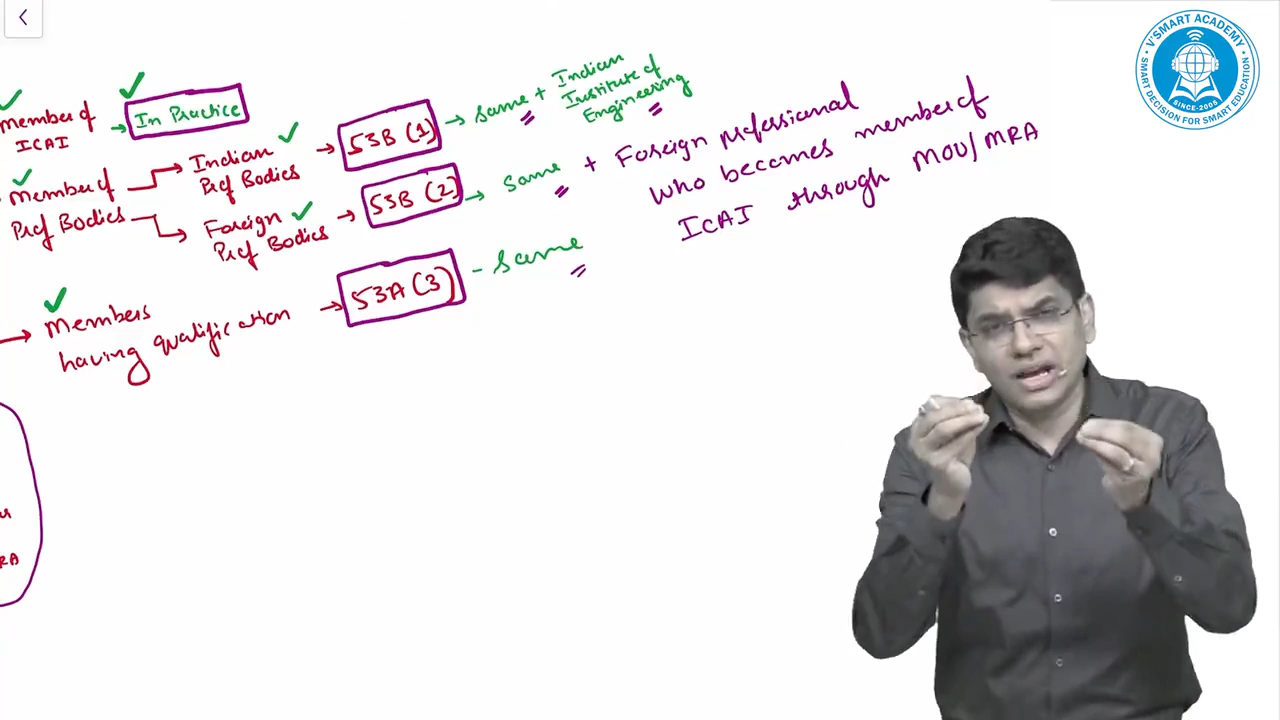 V'SMART ACADEMY
SMART DECISION FOR SMART EDUCATION
SINCE-2005
Member of
ICAI
In Practice
Member of
Prof Bodies
Indian
Prof Bodies
53B (1)
same + Indian
Institute of
Engineering
Foreign
Prof Bodies
53B (2)
same + Foreign professional
who becomes member of
ICAI through MOU/MRA
Members
having qualification
53A (3)
- same
RA